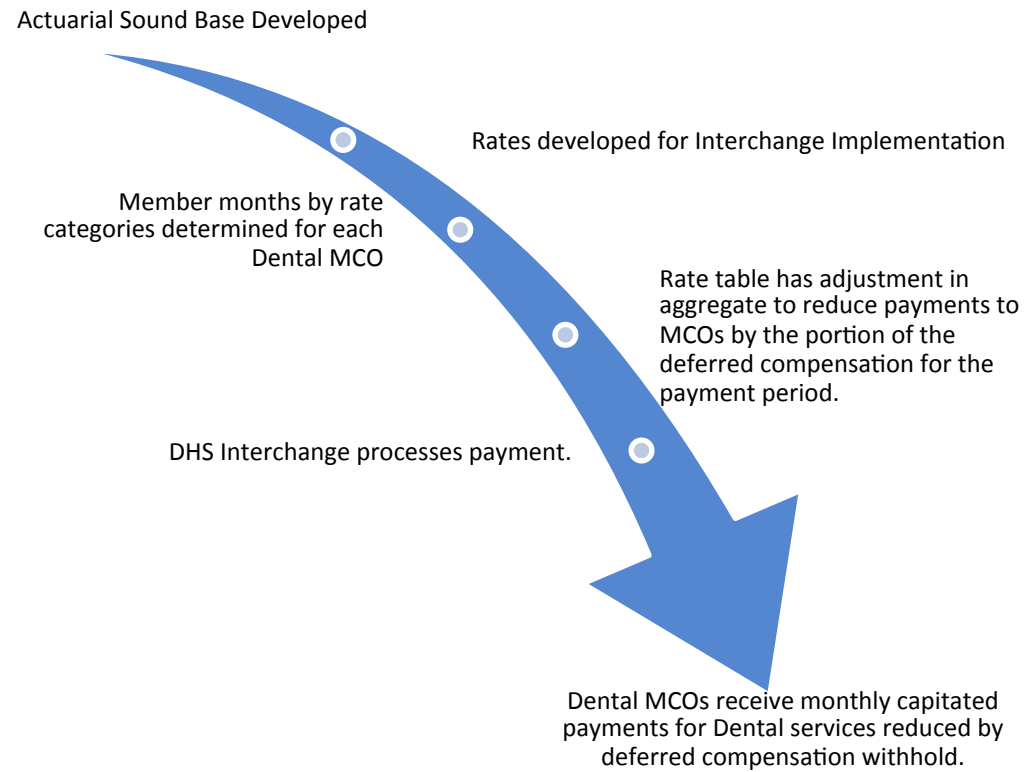 Actuarial Sound Base Developed
Rates developed for Interchange Implementation
Member months by rate
categories determined for each
Dental MCO
Rate table has adjustment in
aggregate to reduce payments to
MCOs by the portion of the
deferred compensation for the
payment period.
DHS Interchange processes payment.
Dental MCOs receive monthly capitated
payments for Dental services reduced by
deferred compensation withhold.